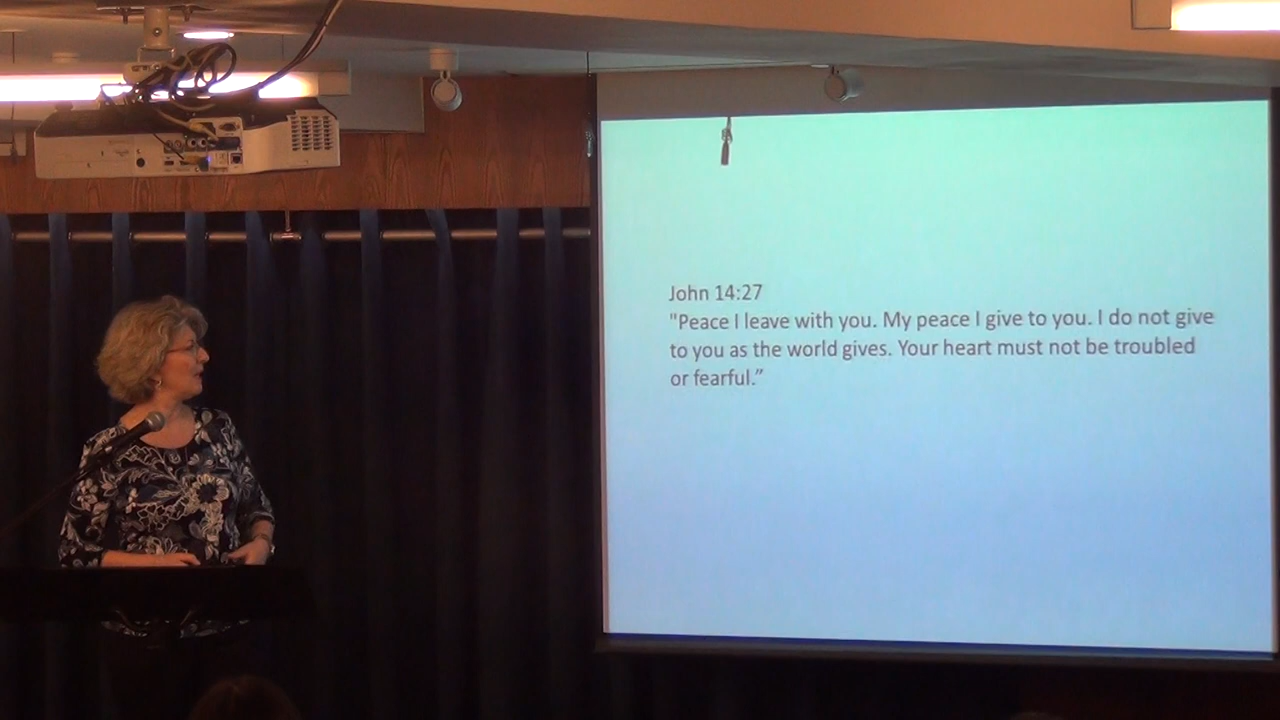 John 14:27
"Peace I leave with you. My peace I give to you. I do not give
to you as the world gives. Your heart must not be troubled
or fearful.”